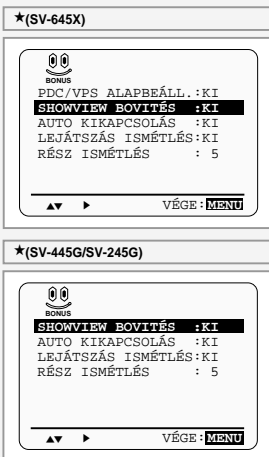 ★(SV-645X)
BONUS
PDC/VPS ALAPBEÁLL.:KI
SHOWVIEW BOVITÉS :KI
AUTO KIKAPCSOLÁS :KI
LEJÁTSZÁS ISMÉTLÉS:KI
RÉSZ ISMÉTLÉS : 5
▲▼ ► VÉGE:MENU
★(SV-445G/SV-245G)
BONUS
SHOWVIEW BOVITÉS :KI
AUTO KIKAPCSOLÁS :KI
LEJÁTSZÁS ISMÉTLÉS:KI
RÉSZ ISMÉTLÉS : 5
▲▼ ► VÉGE:MENU